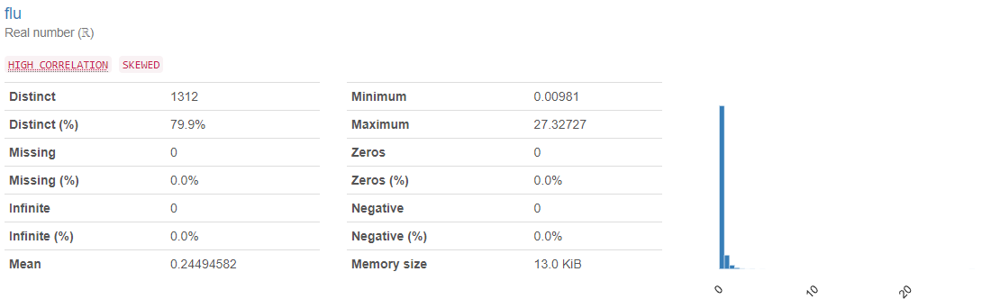 flu
Real number (ℝ)
HIGH CORRELATION SKEWED
Distinct 1312
Distinct (%) 79.9%
Missing 0
Missing (%) 0.0%
Infinite 0
Infinite (%) 0.0%
Mean 0.24494582
Minimum 0.00981
Maximum 27.32727
Zeros 0
Zeros (%) 0.0%
Negative 0
Negative (%) 0.0%
Memory size 13.0 KiB
0 10 20